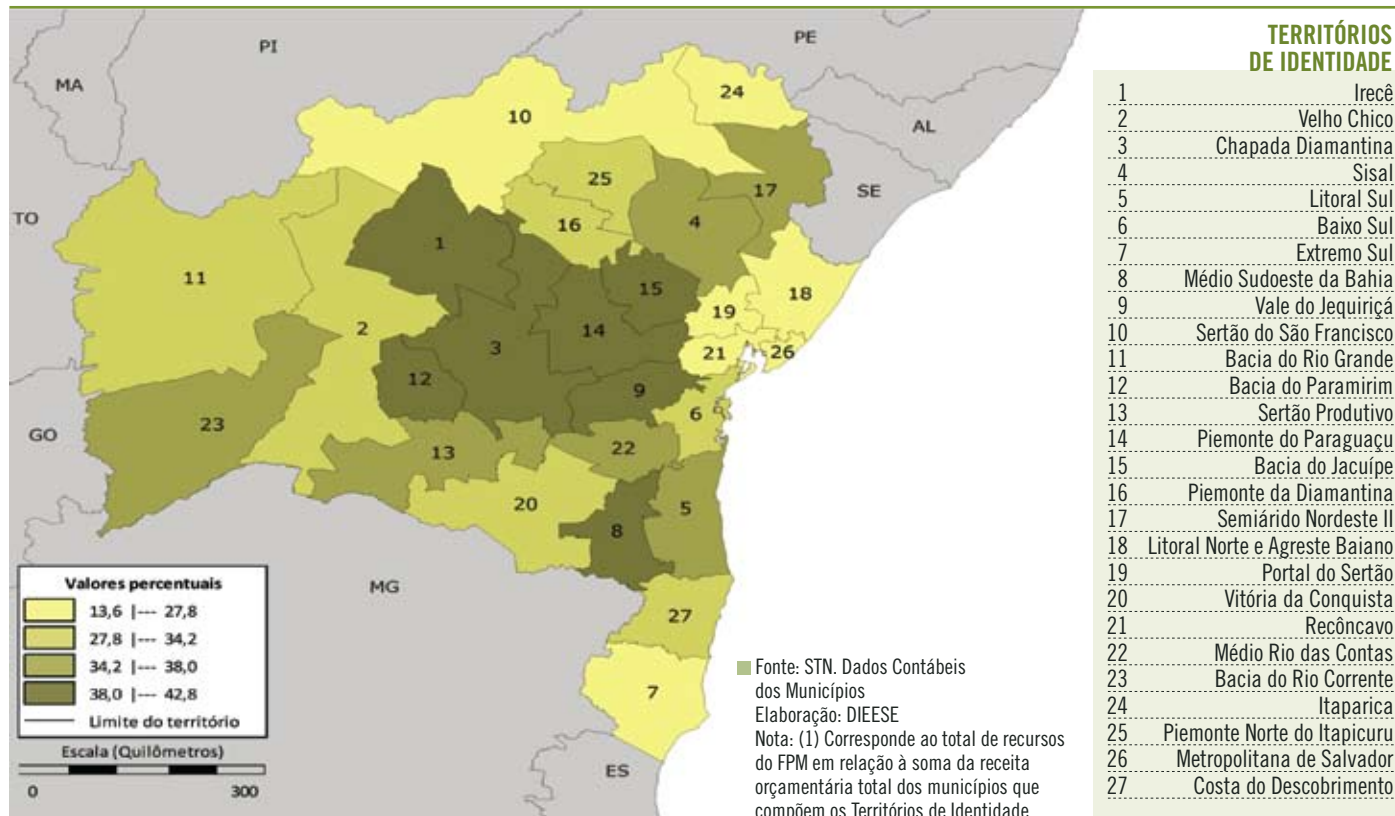 PI
PE
MA
AL
SE
TO
GO
MG
ES
24
10
25
17
16
4
1
11
18
15
19
2
14
3
21
26
12
9
6
23
13
22
20
5
8
27
7
Valores percentuais
13,6 |--- 27,8
27,8 |--- 34,2
34,2 |--- 38,0
38,0 |--- 42,8
Limite do território
Escala (Quilômetros)
0 300
Fonte: STN. Dados Contábeis
dos Municípios
Elaboração: DIEESE
Nota: (1) Corresponde ao total de recursos
do FPM em relação à soma da receita
orçamentária total dos municípios que
compõem os Territórios de Identidade
TERRITÓRIOS
DE IDENTIDADE
1 Irecê
2 Velho Chico
3 Chapada Diamantina
4 Sisal
5 Litoral Sul
6 Baixo Sul
7 Extremo Sul
8 Médio Sudoeste da Bahia
9 Vale do Jequiriçá
10 Sertão do São Francisco
11 Bacia do Rio Grande
12 Bacia do Paramirim
13 Sertão Produtivo
14 Piemonte do Paraguaçu
15 Bacia do Jacuípe
16 Piemonte da Diamantina
17 Semiárido Nordeste II
18 Litoral Norte e Agreste Baiano
19 Portal do Sertão
20 Vitória da Conquista
21 Recôncavo
22 Médio Rio das Contas
23 Bacia do Rio Corrente
24 Itaparica
25 Piemonte Norte do Itapicuru
26 Metropolitana de Salvador
27 Costa do Descobrimento